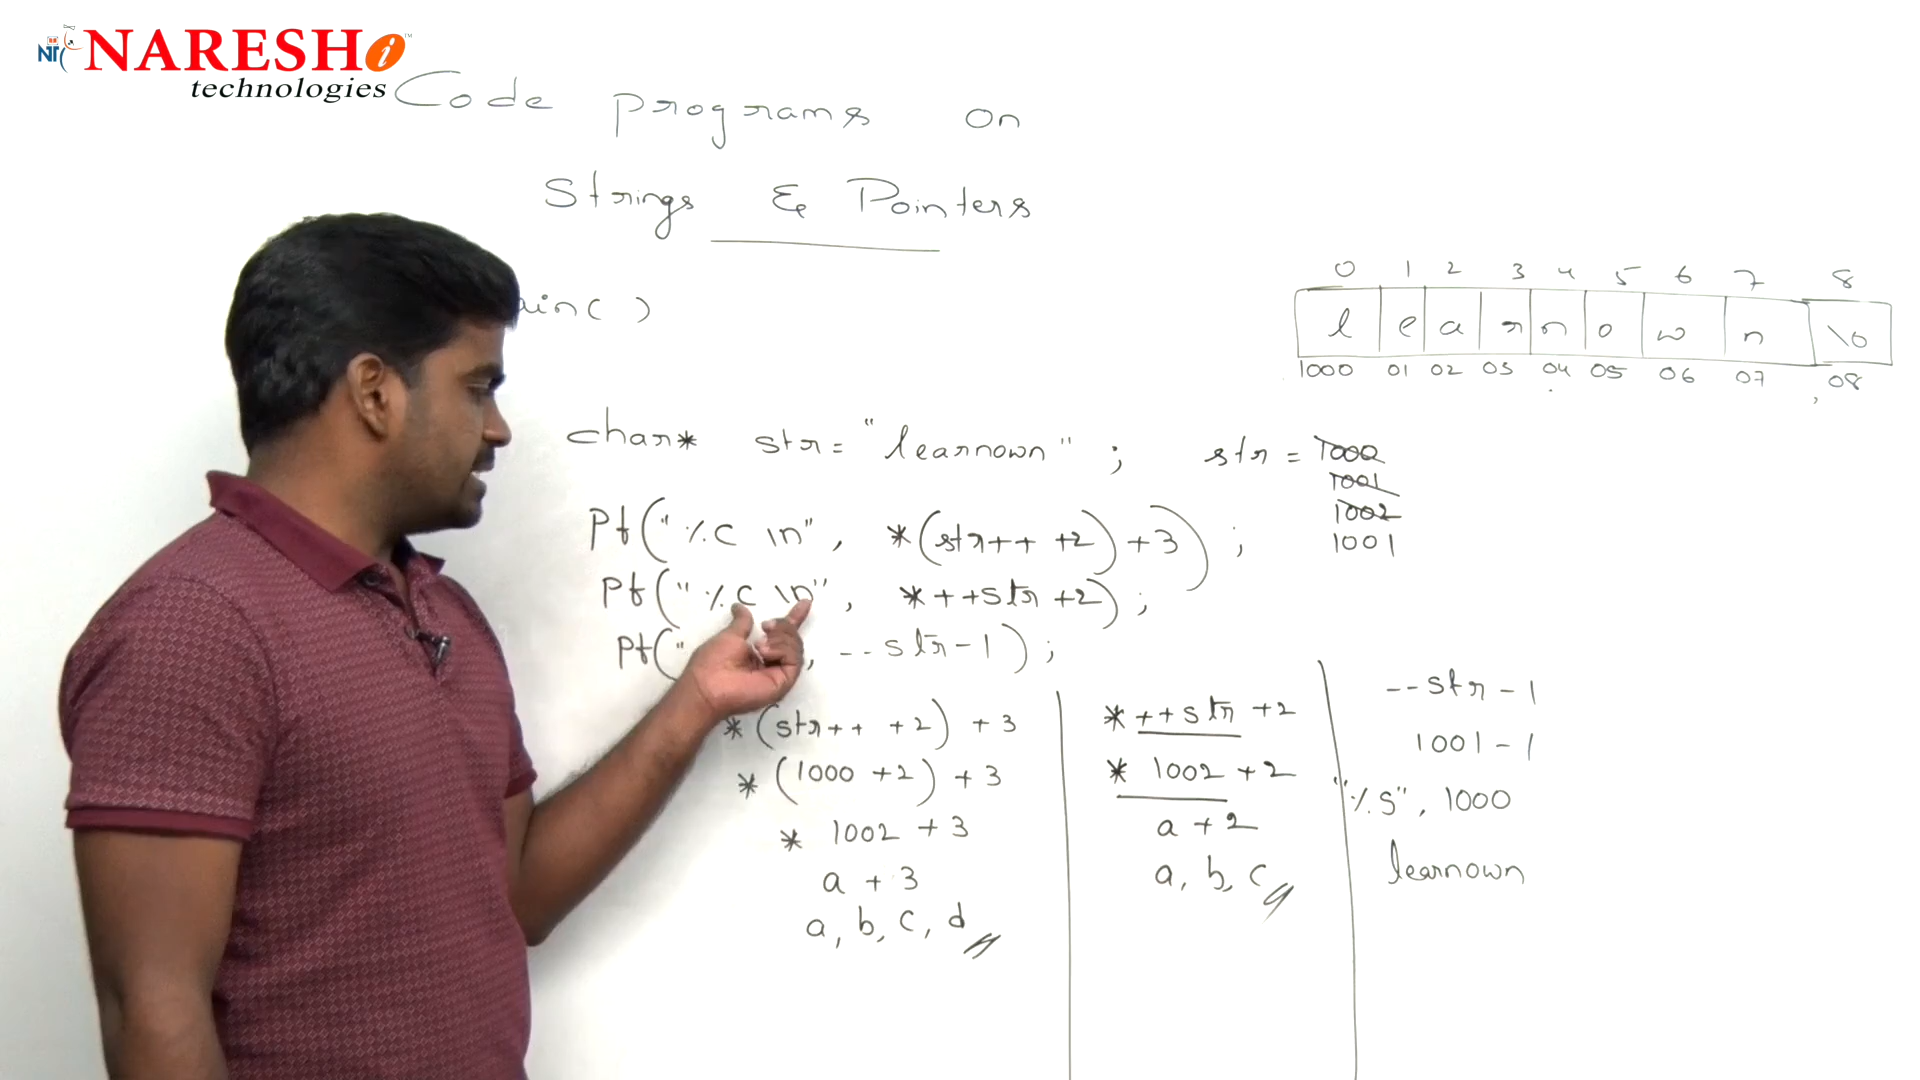 NARESH i
technologies
Code programs on
Strings & Pointers
ain( )
0 1 2 3 4 5 6 7 8
l e a r n o w n \0
1000 01 02 03 04 05 06 07 08
char* str = "learnown" ; str = 1000
1001
1002
1001
Pf("%c \n", *(str++ +2)+3) ;
Pf("%c \n", *++str+2) ;
Pf(" , --str-1) ;
*(str++ +2) + 3
*(1000 +2) + 3
* 1002 + 3
a + 3
a, b, c, d
*++str +2
* 1002 + 2
a + 2
a, b, c
--str - 1
1001 - 1
"%s", 1000
learnown